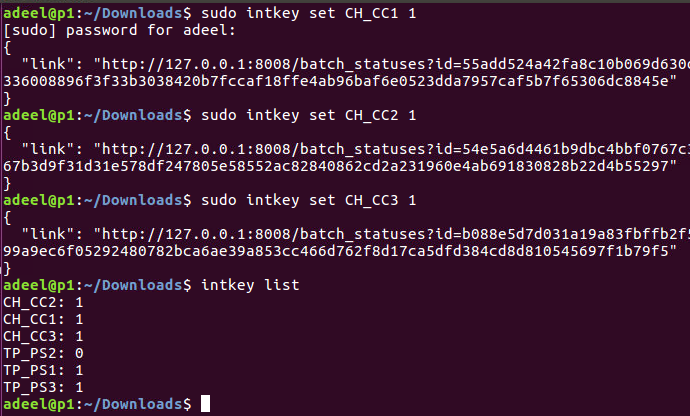 adeel@p1:~/Downloads$ sudo intkey set CH_CC1 1
[sudo] password for adeel:
{
  "link": "http://127.0.0.1:8008/batch_statuses?id=55add524a42fa8c10b069d630d
336008896f3f33b3038420b7fccaf18ffe4ab96baf6e0523dda7957caf5b7f65306dc8845e"
}
adeel@p1:~/Downloads$ sudo intkey set CH_CC2 1
{
  "link": "http://127.0.0.1:8008/batch_statuses?id=54e5a6d4461b9dbc4bbf0767c3
67b3d9f31d31e578df247805e58552ac82840862cd2a231960e4ab691830828b22d4b55297"
}
adeel@p1:~/Downloads$ sudo intkey set CH_CC3 1
{
  "link": "http://127.0.0.1:8008/batch_statuses?id=b088e5d7d031a19a83fbffb2f5
99a9ec6f05292480782bca6ae39a853cc466d762f8d17ca5dfd384cd8d810545697f1b79f5"
}
adeel@p1:~/Downloads$ intkey list
CH_CC2: 1
CH_CC1: 1
CH_CC3: 1
TP_PS2: 0
TP_PS1: 1
TP_PS3: 1
adeel@p1:~/Downloads$